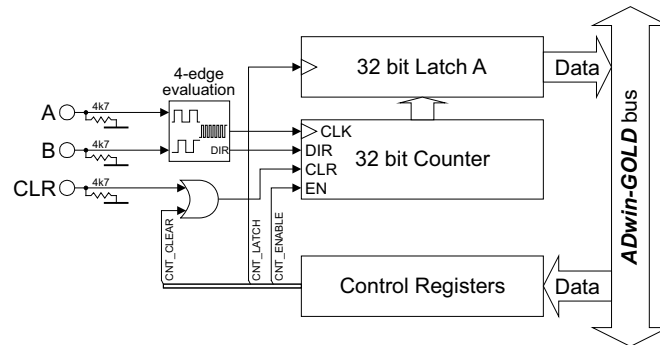 32 bit Latch A
Data
4-edge
evaluation
A
4k7
B
4k7
DIR
CLK
DIR
CLR
EN
32 bit Counter
CLR
4k7
CNT_CLEAR
CNT_LATCH
CNT_ENABLE
Control Registers
Data
ADwin-GOLD bus